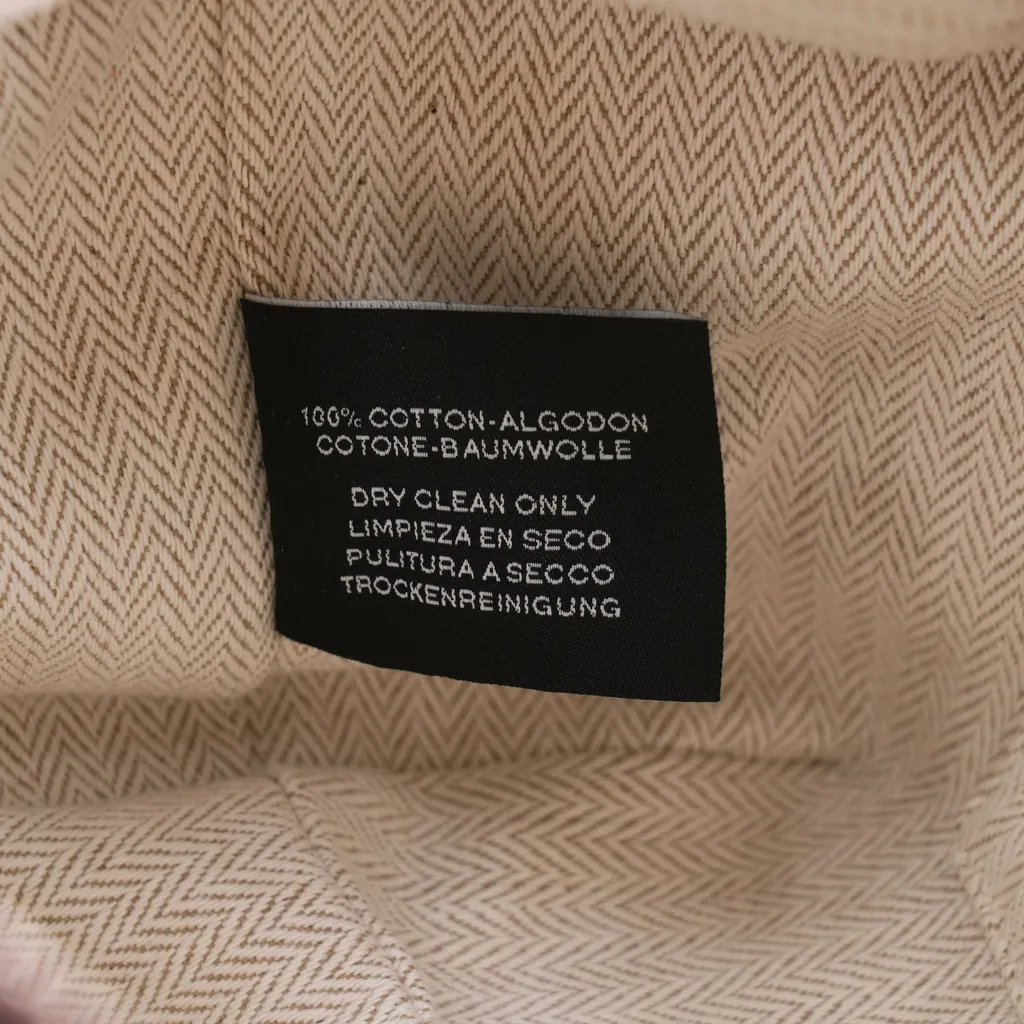 100% COTTON-ALGODON
COTONE-BAUMWOLLE
DRY CLEAN ONLY
LIMPIEZA EN SECO
PULITURA A SECCO
TROCKENREINIGUNG